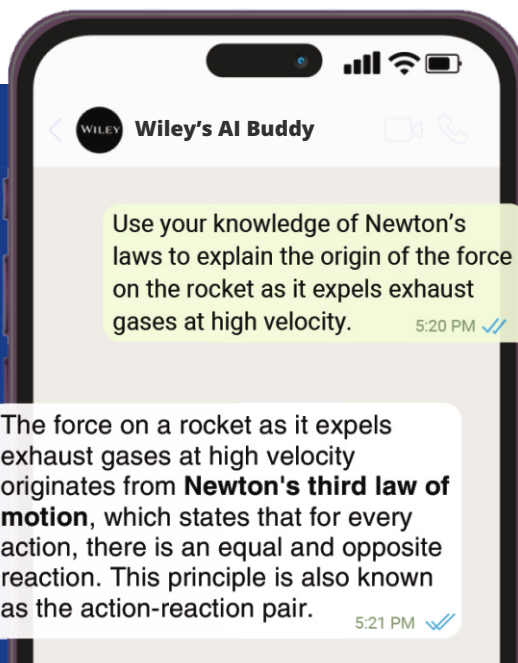 WILEY
Wiley's AI Buddy
Use your knowledge of Newton's
laws to explain the origin of the force
on the rocket as it expels exhaust
gases at high velocity.
5:20 PM
The force on a rocket as it expels
exhaust gases at high velocity
originates from Newton's third law of
motion, which states that for every
action, there is an equal and opposite
reaction. This principle is also known
as the action-reaction pair.
5:21 PM